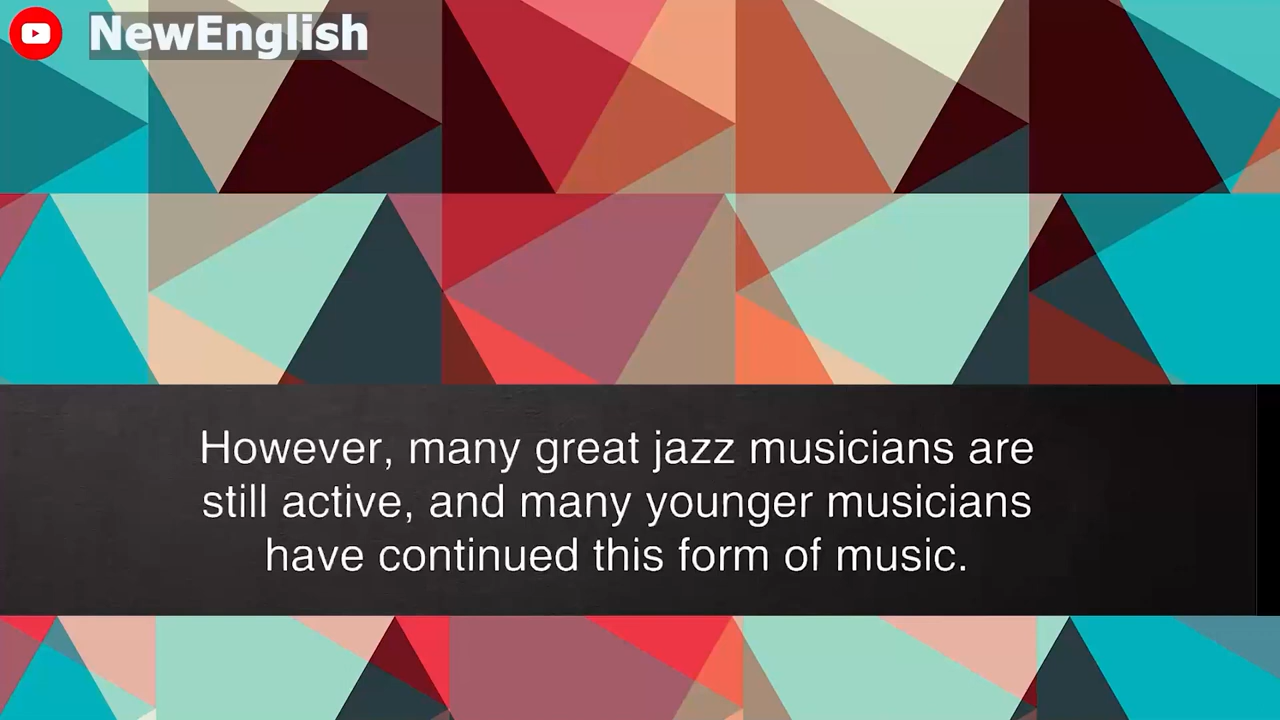 NewEnglish
However, many great jazz musicians are
still active, and many younger musicians
have continued this form of music.